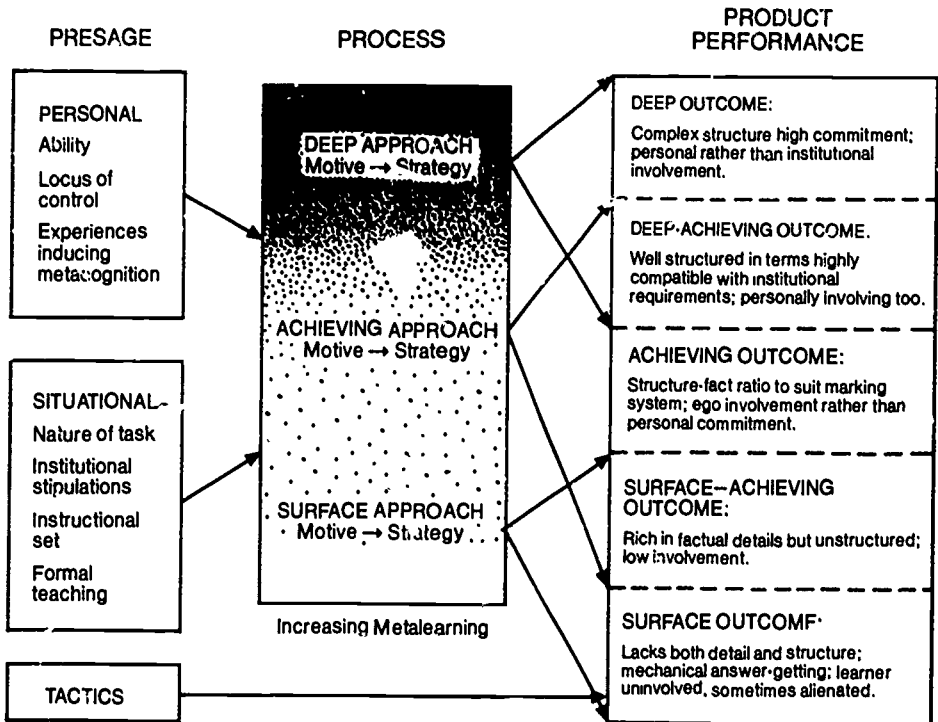 PRESAGE
PERSONAL
Ability
Locus of
control
Experiences
inducing
metacognition
SITUATIONAL
Nature of task
Institutional
stipulations
Instructional
set
Formal
teaching
TACTICS
PROCESS
DEEP APPROACH
Motive → Strategy
ACHIEVING APPROACH
Motive → Strategy
SURFACE APPROACH
Motive → Strategy
Increasing Metalearning
PRODUCT
PERFORMANCE
DEEP OUTCOME:
Complex structure high commitment;
personal rather than institutional
involvement.
DEEP-ACHIEVING OUTCOME.
Well structured in terms highly
compatible with institutional
requirements; personally involving too.
ACHIEVING OUTCOME:
Structure-fact ratio to suit marking
system; ego involvement rather than
personal commitment.
SURFACE-ACHIEVING
OUTCOME:
Rich in factual details but unstructured;
low involvement.
SURFACE OUTCOME
Lacks both detail and structure;
mechanical answer-getting; learner
uninvolved, sometimes alienated.